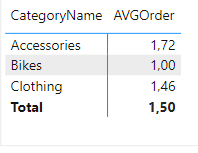 CategoryName AVGOrder
Accessories 1,72
Bikes 1,00
Clothing 1,46
Total 1,50